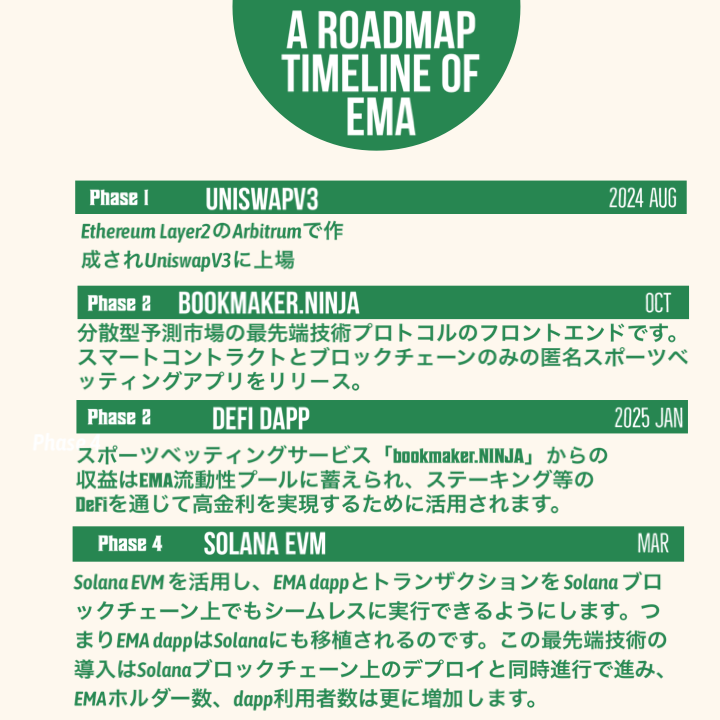 A ROADMAP
TIMELINE OF
EMA
Phase 1 UNISWAPV3 2024 AUG
Ethereum Layer2のArbitrumで作
成されUniswapV3に上場
Phase 2 BOOKMAKER.NINJA OCT
分散型予測市場の最先端技術プロトコルのフロントエンドです。
スマートコントラクトとブロックチェーンのみの匿名スポーツベ
ッティングアプリをリリース。
Phase 2 DEFI DAPP 2025 JAN
Phase 4
スポーツベッティングサービス「bookmaker.NINJA」からの
収益はEMA流動性プールに蓄えられ、ステーキング等の
DeFiを通じて高金利を実現するために活用されます。
Phase 4 SOLANA EVM MAR
Solana EVM を活用し、EMA dappとトランザクションを Solana ブロ
ックチェーン上でもシームレスに実行できるようにします。つ
まりEMA dappはSolanaにも移植されるのです。この最先端技術の
導入はSolanaブロックチェーン上のデプロイと同時進行で進み、
EMAホルダー数、dapp利用者数は更に増加します。